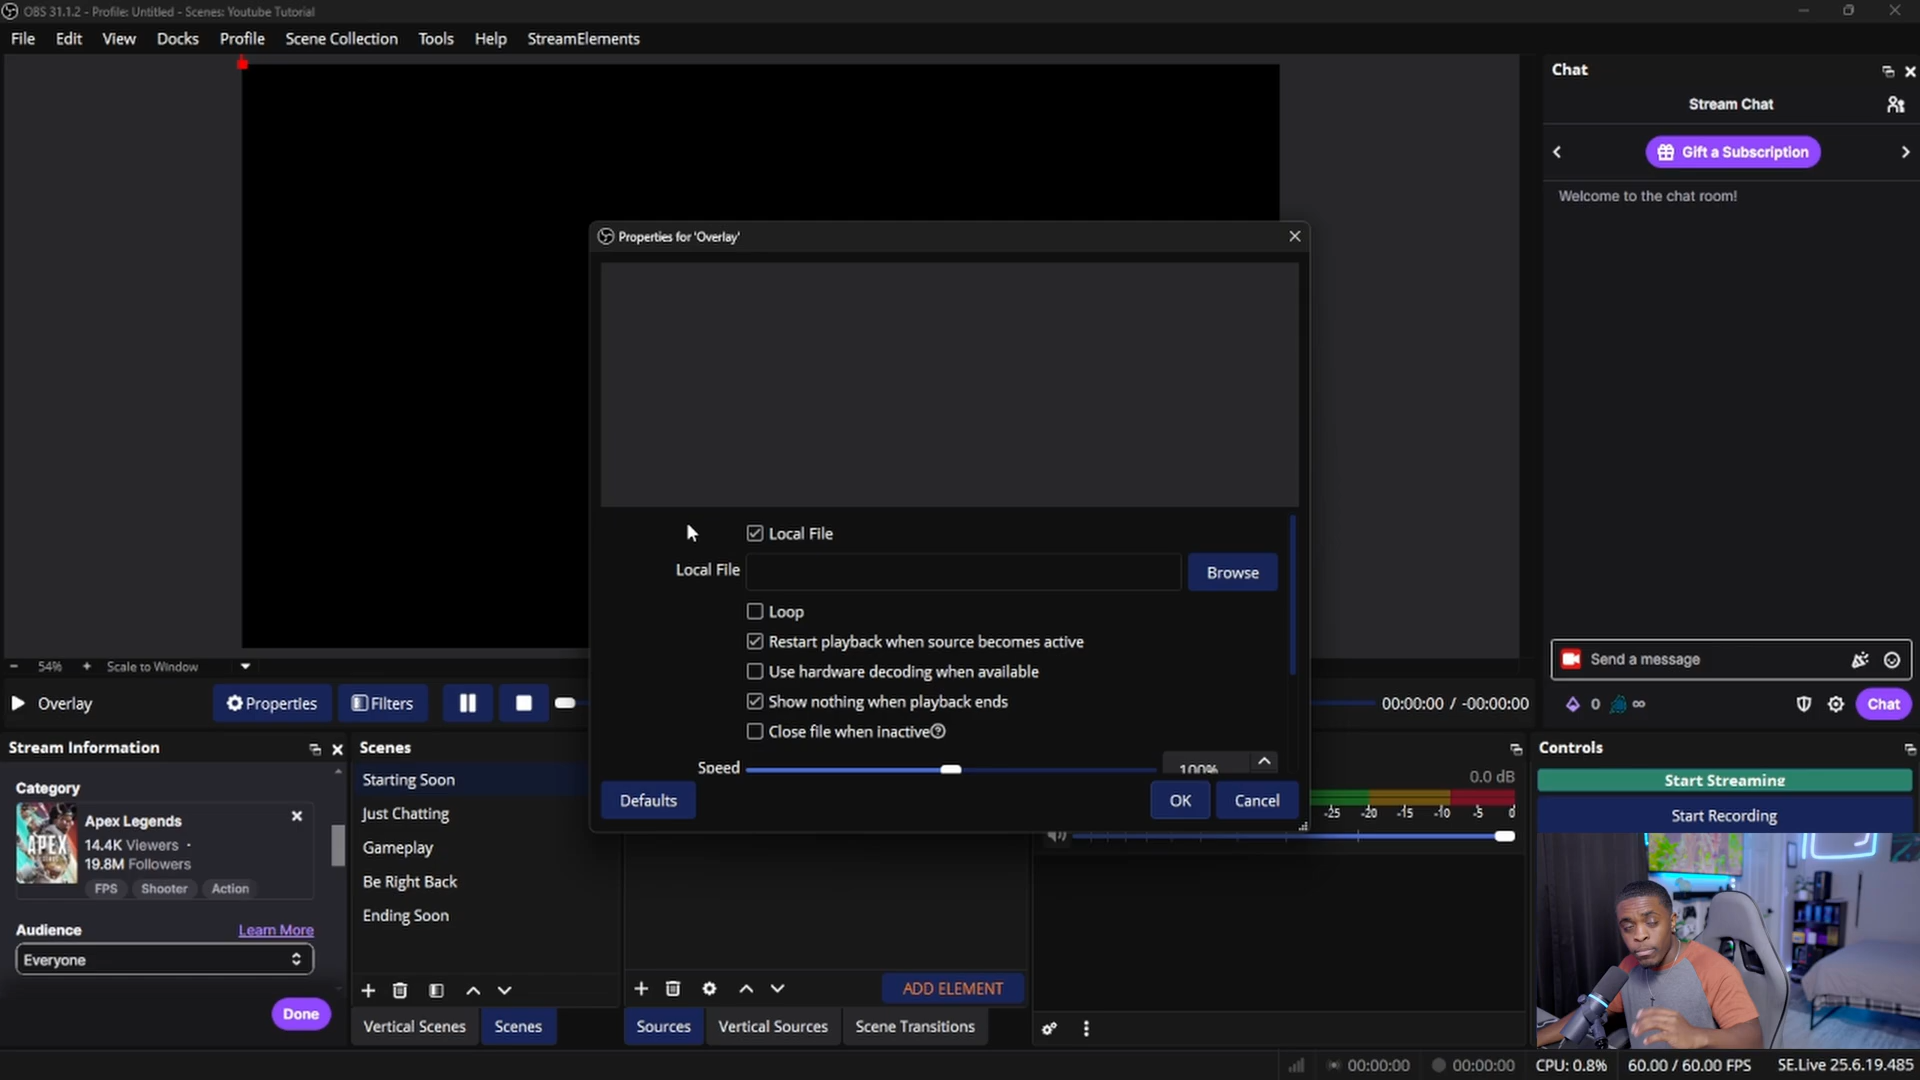 OBS 31.1.2 - Profile: Untitled - Scenes: Youtube Tutorial
File Edit View Docks Profile Scene Collection Tools Help StreamElements
Chat
Stream Chat
Gift a Subscription
Welcome to the chat room!
Properties for 'Overlay'
Local File
Local File
Browse
Loop
Restart playback when source becomes active
Use hardware decoding when available
Show nothing when playback ends
Close file when inactive
Speed
100%
Defaults
OK
Cancel
54% Scale to Window
Overlay
Properties
Filters
00:00:00 / -00:00:00
Send a message
0 ∞
Chat
Stream Information
Category
APEX
Apex Legends
14.4K Viewers ·
19.8M Followers
FPS Shooter Action
Audience
Learn More
Everyone
Done
Scenes
Starting Soon
Just Chatting
Gameplay
Be Right Back
Ending Soon
Vertical Scenes
Scenes
ADD ELEMENT
Sources
Vertical Sources
Scene Transitions
0.0 dB
-25 -20 -15 -10 -5 0
Controls
Start Streaming
Start Recording
00:00:00
00:00:00
CPU: 0.8%
60.00 / 60.00 FPS
SE.Live 25.6.19.485